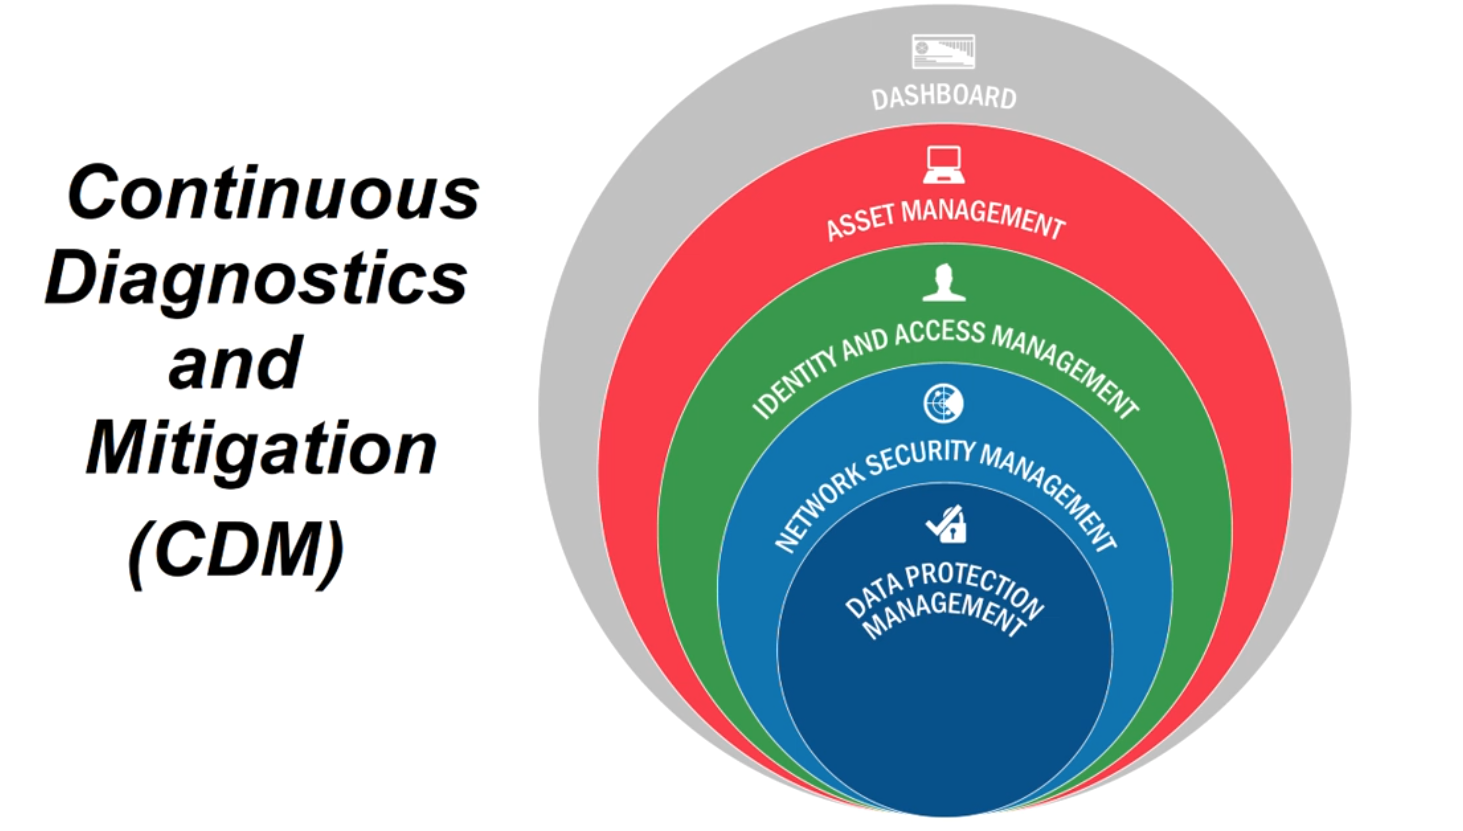 Continuous
Diagnostics
and
Mitigation
(CDM)
DASHBOARD
ASSET MANAGEMENT
IDENTITY AND ACCESS MANAGEMENT
NETWORK SECURITY MANAGEMENT
DATA PROTECTION
MANAGEMENT